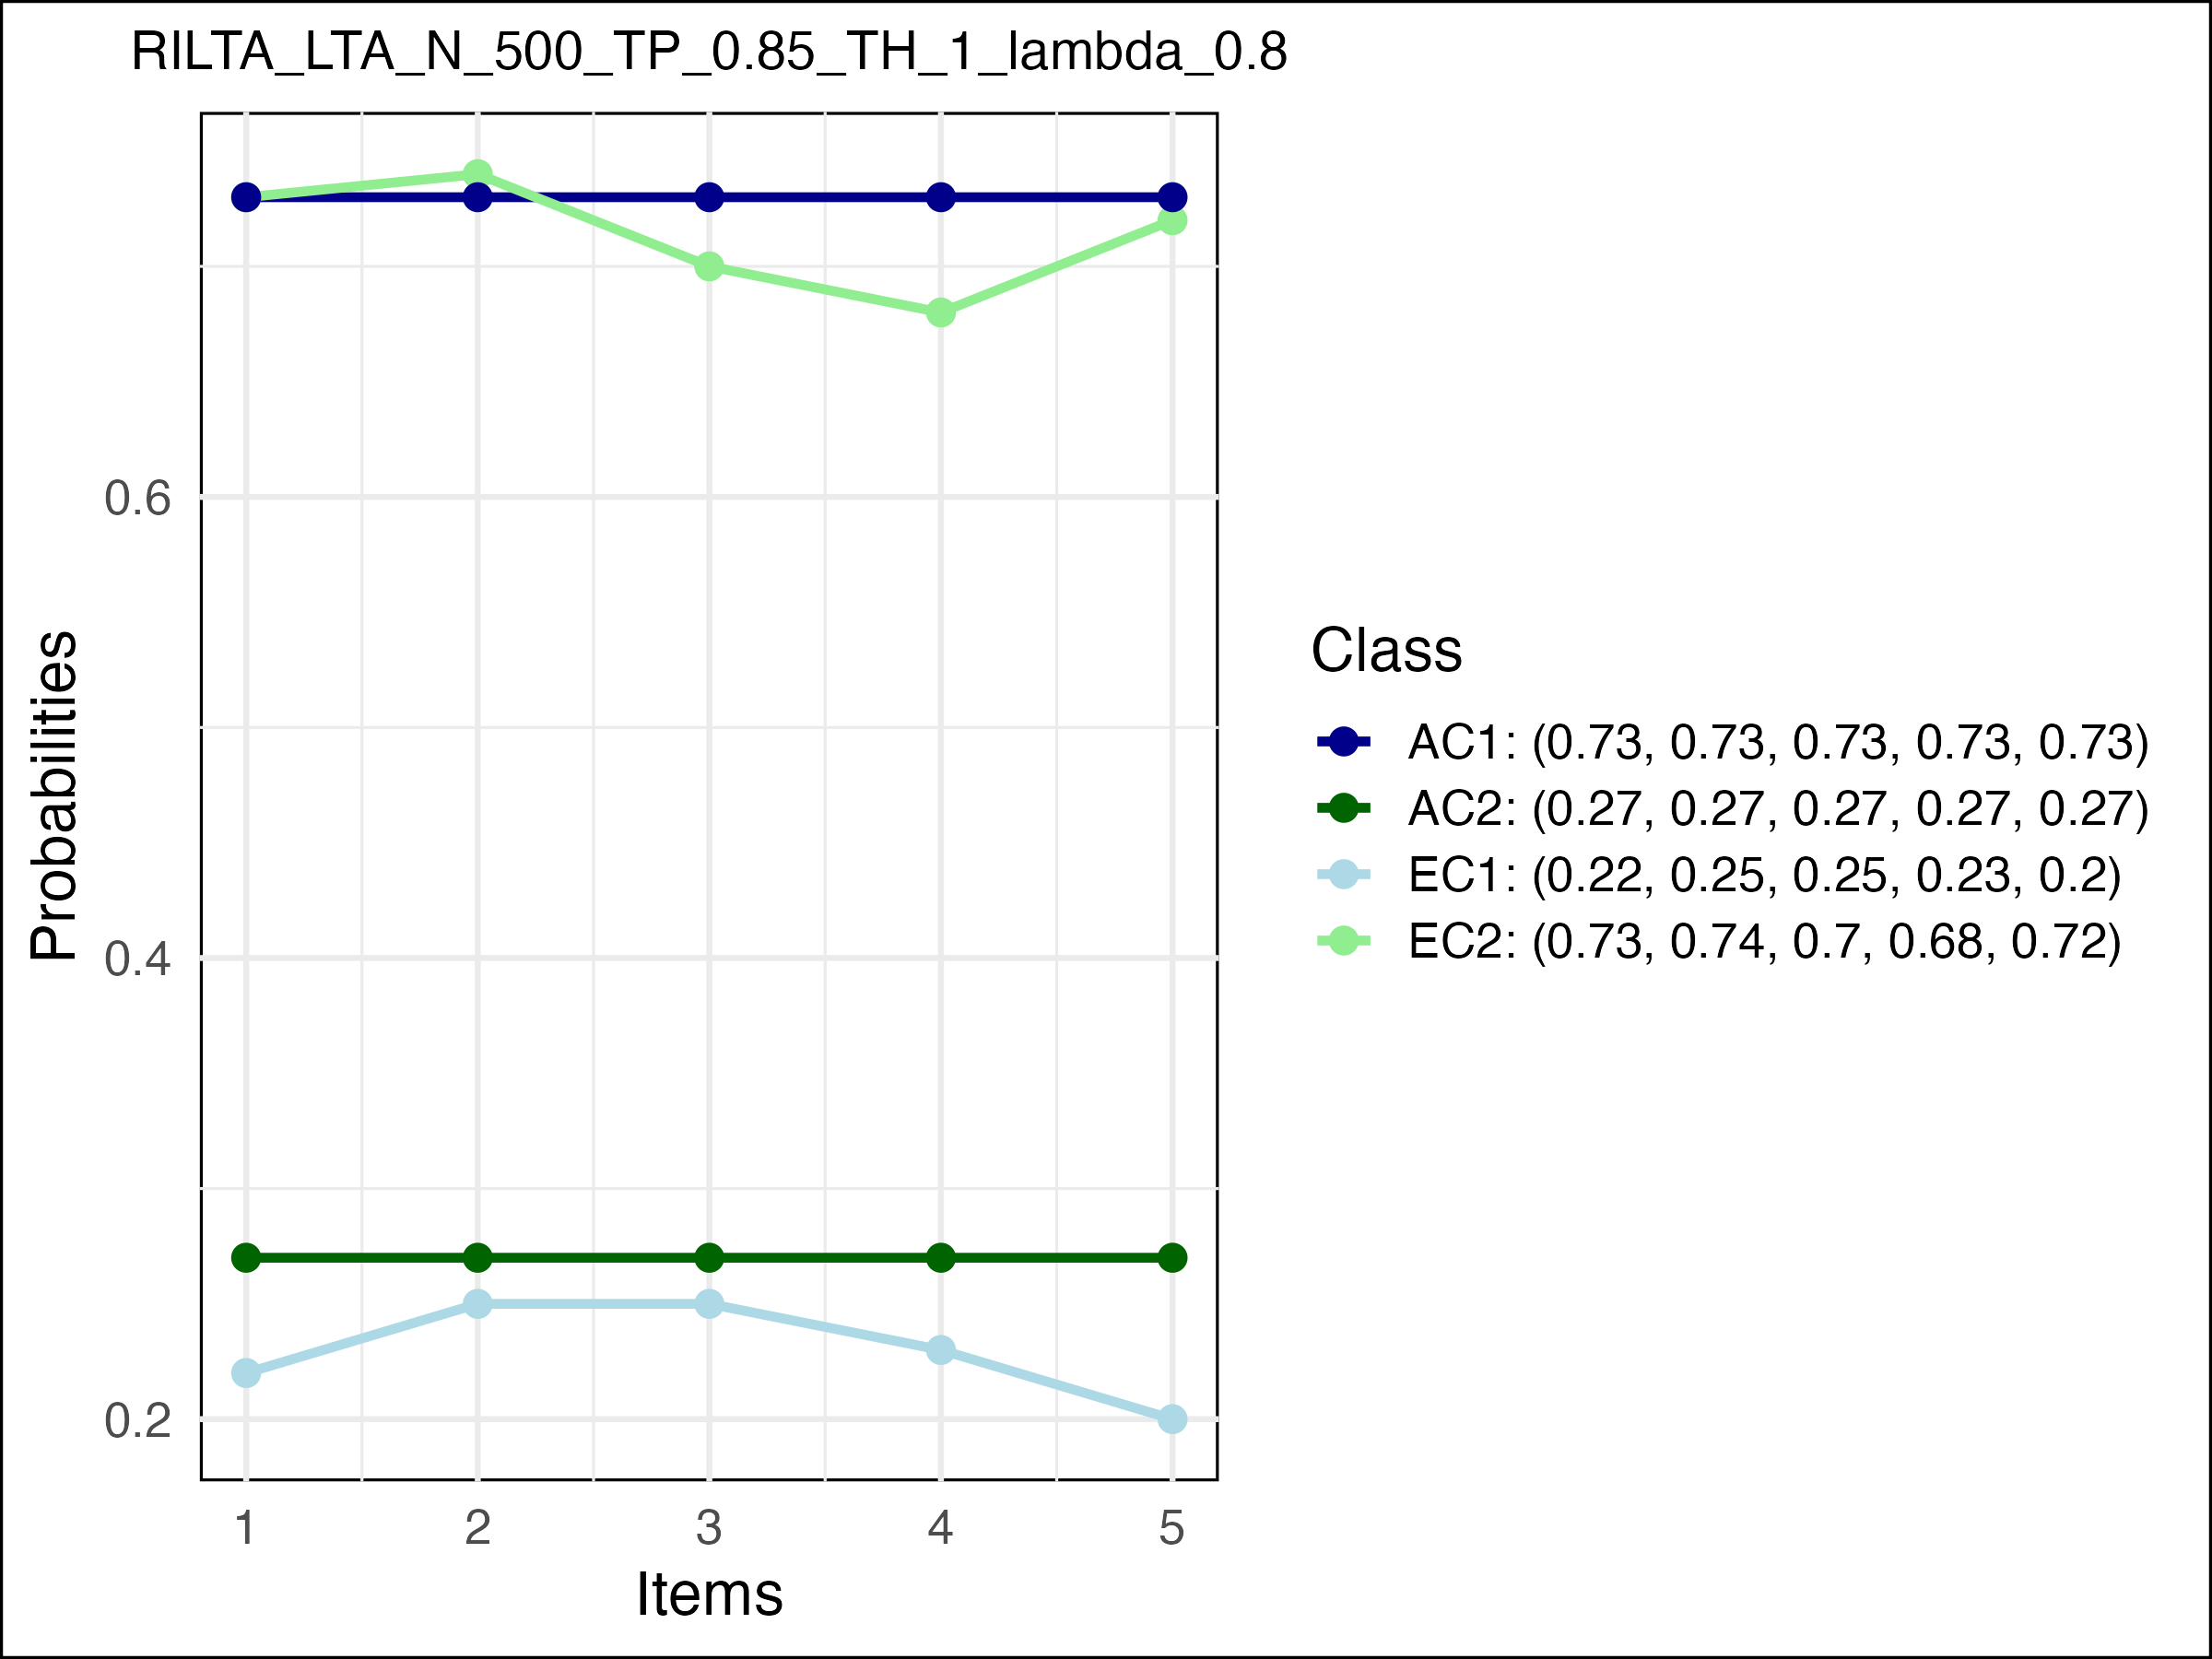 RILTA_LTA_N_500_TP_0.85_TH_1_lambda_0.8
Probabilities
0.6
0.4
0.2
1 2 3 4 5
Items
Class
AC1: (0.73, 0.73, 0.73, 0.73, 0.73)
AC2: (0.27, 0.27, 0.27, 0.27, 0.27)
EC1: (0.22, 0.25, 0.25, 0.23, 0.2)
EC2: (0.73, 0.74, 0.7, 0.68, 0.72)